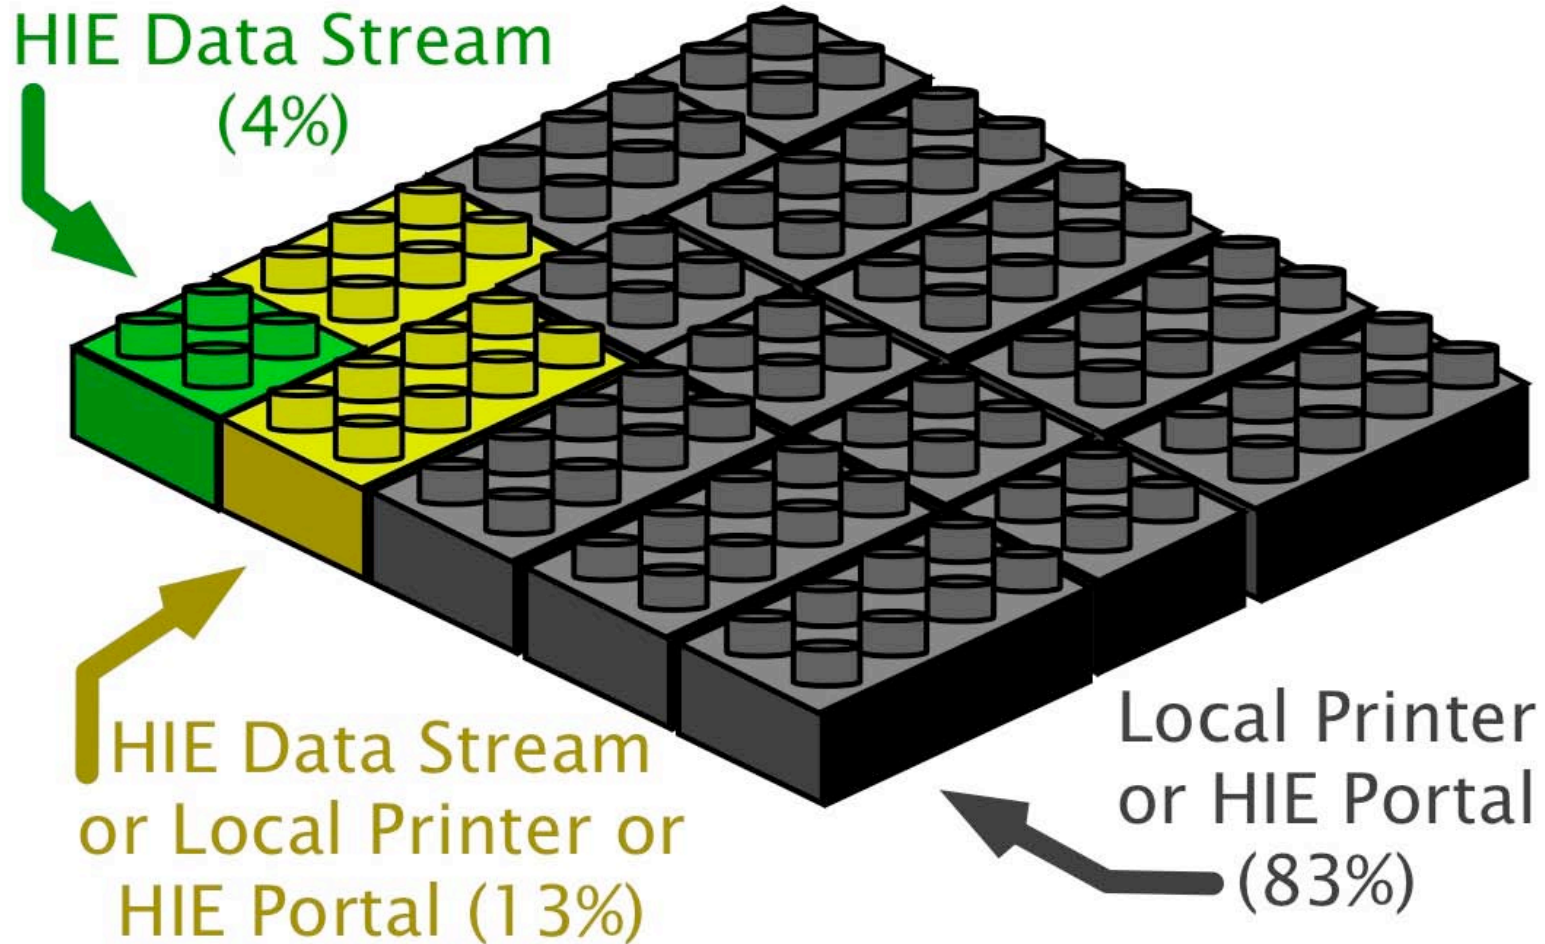 HIE Data Stream
(4%)
HIE Data Stream
or Local Printer or
HIE Portal (13%)
Local Printer
or HIE Portal
(83%)